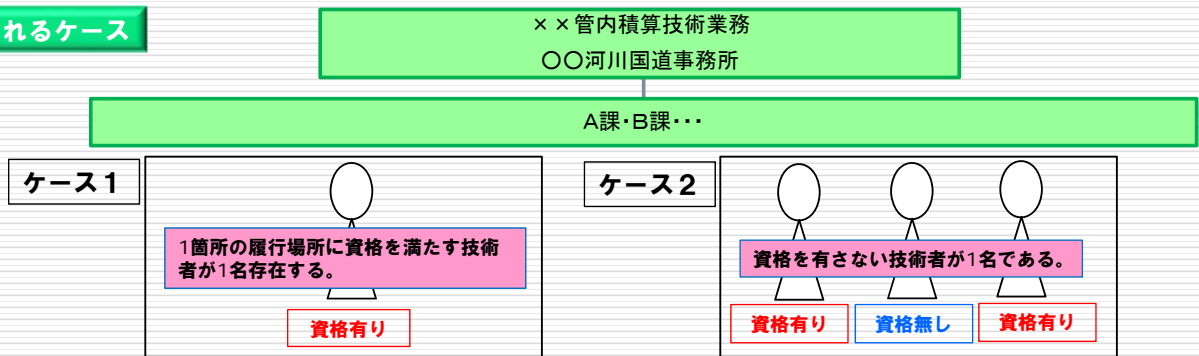 れるケース
××管内積算技術業務
〇〇河川国道事務所
A課・B課・・・
ケース1
1箇所の履行場所に資格を満たす技術
者が1名存在する。
資格有り
ケース2
資格を有さない技術者が1名である。
資格有り
資格無し
資格有り